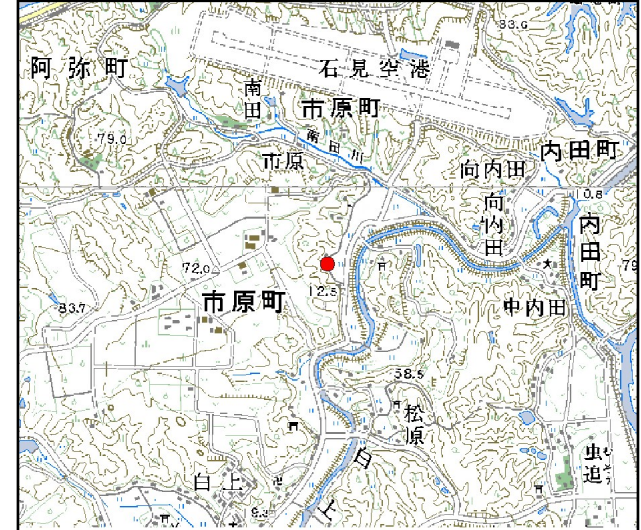 33.6
石見空港
阿弥町
南田
市原町
南田川
79.0
市原
内田町
向内田
10.8
向内田
内田町
79
72.0
12.5
83.7
市原町
中内田
58.5
松原
虫追
白上
白上
9.3